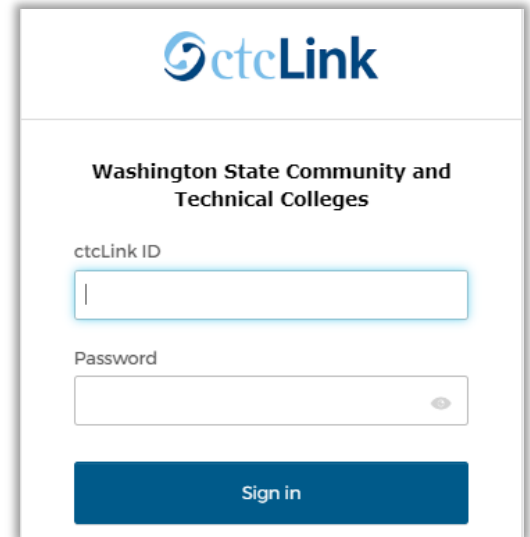 ctcLink
Washington State Community and
Technical Colleges
ctcLink ID
Password
Sign in